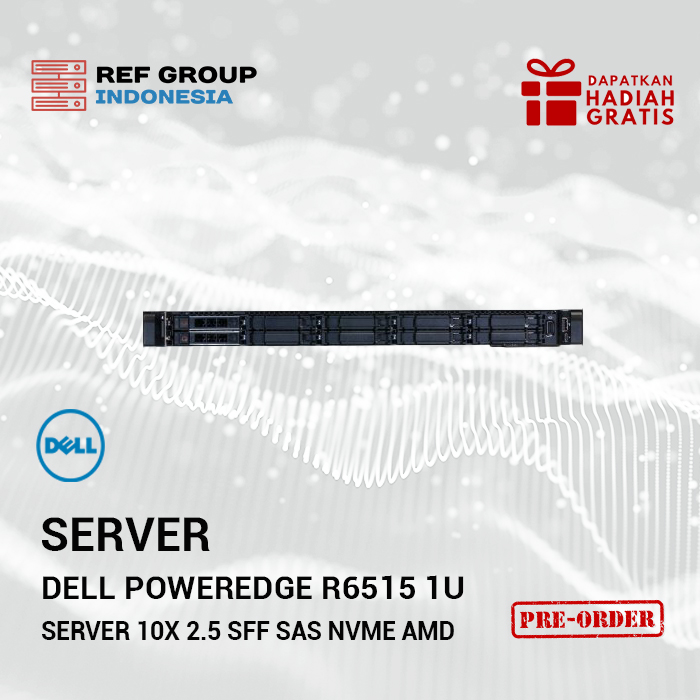 REF GROUP
INDONESIA
DAPATKAN
HADIAH
GRATIS
DELL
SERVER
DELL POWEREDGE R6515 1U
SERVER 10X 2.5 SFF SAS NVME AMD
PRE-ORDER